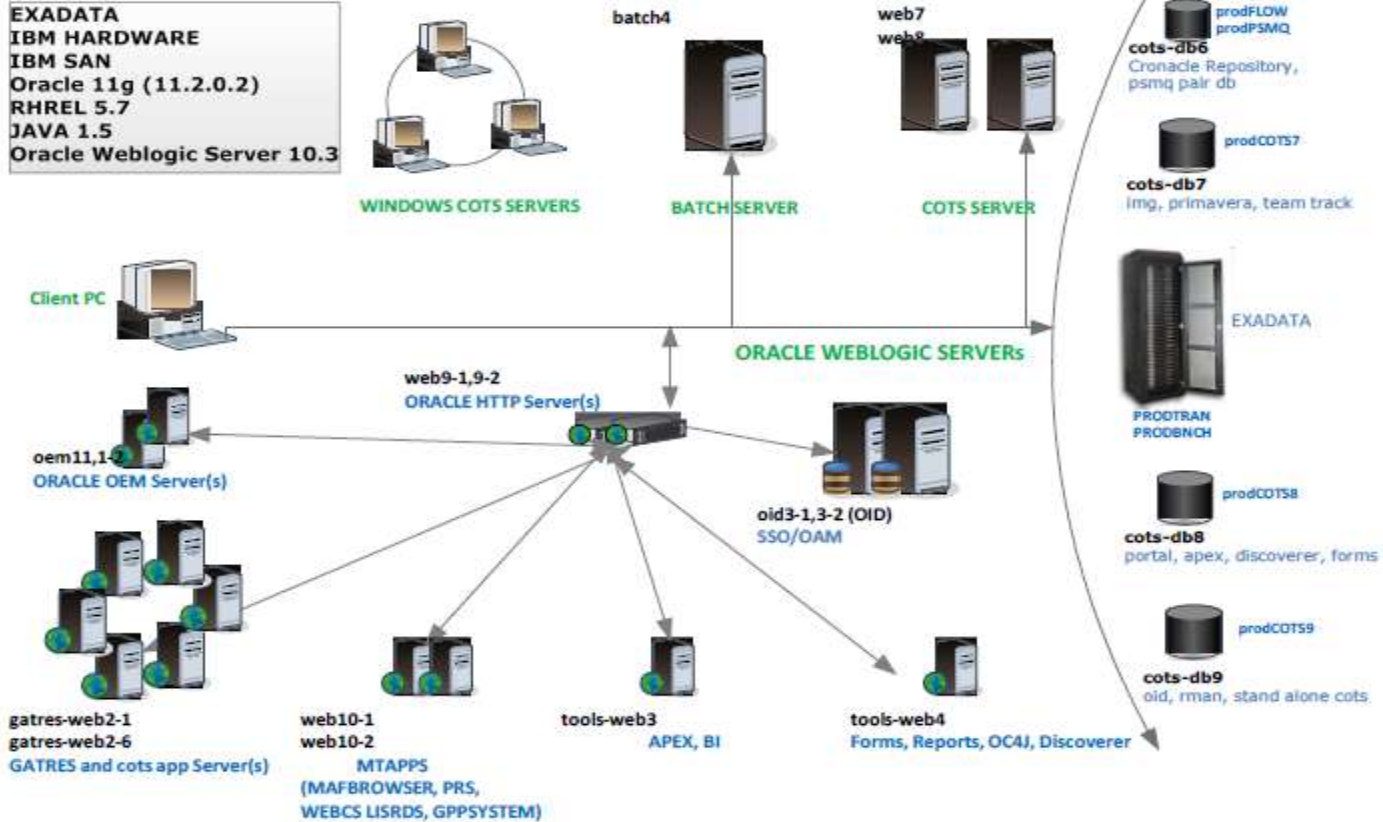 EXADATA
IBM HARDWARE
IBM SAN
Oracle 11g (11.2.0.2)
RHREL 5.7
JAVA 1.5
Oracle Weblogic Server 10.3
WINDOWS COTS SERVERS
batch4
BATCH SERVER
web7
web8
COTS SERVER
prodFLOW
prodPSMQ
cots-db6
Cronacle Repository,
psmq pair db
prodCOTS7
cots-db7
img, primavera, team track
EXADATA
PRODTRAN
PRODBNCH
prodCOTS8
cots-db8
portal, apex, discoverer, forms
prodCOTS9
cots-db9
oid, rman, stand alone cots
Client PC
ORACLE WEBLOGIC SERVERs
web9-1,9-2
ORACLE HTTP Server(s)
oem11,1-2
ORACLE OEM Server(s)
oid3-1,3-2 (OID)
SSO/OAM
gatres-web2-1
gatres-web2-6
GATRES and cots app Server(s)
web10-1
web10-2
MTAPPS
(MAFBROWSER, PRS,
WEBCS LISRDS, GPPSYSTEM)
tools-web3
APEX, BI
tools-web4
Forms, Reports, OC4J, Discoverer